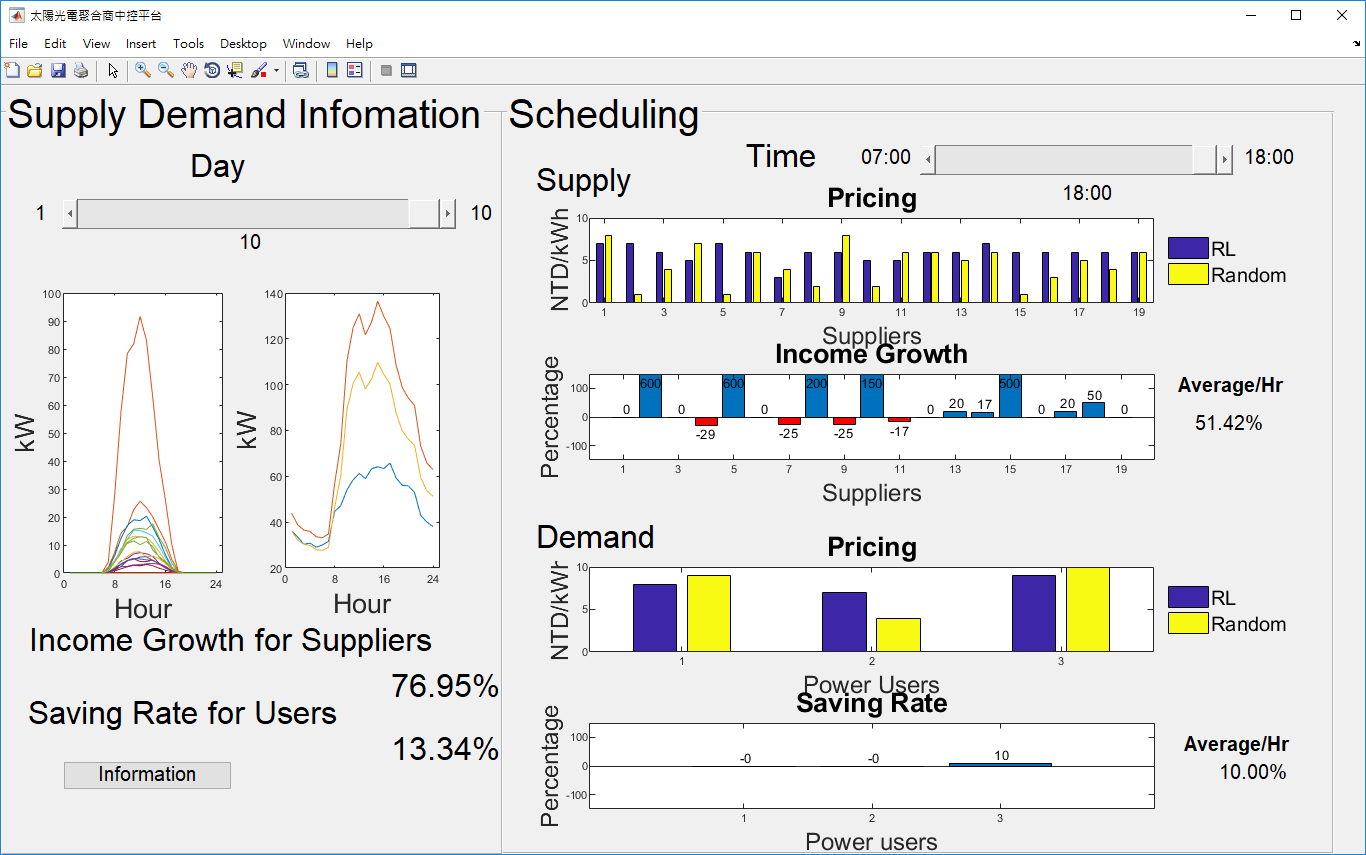 太陽光電聚合商中控平台
File Edit View Insert Tools Desktop Window Help
Supply Demand Infomation
Day
1
10
10
100
90
80
70
60
50
40
30
20
10
0
0 8 16 24
kW
Hour
140
120
100
80
60
40
20
0 8 16 24
kW
Hour
Income Growth for Suppliers
76.95%
Saving Rate for Users
13.34%
Information
Scheduling
Time 07:00 18:00
18:00
Supply
Pricing
NTD/kWh
10
5
0
1 3 5 7 9 11 13 15 17 19
Suppliers
RL
Random
Income Growth
Percentage
100
0
-100
0 600 0 -29 600 0 -25 200 -25 150 -17 0 20 17 500 0 20 50 0
1 3 5 7 9 11 13 15 17 19
Suppliers
Average/Hr
51.42%
Demand
Pricing
NTD/kWh
10
5
0
1 2 3
Power Users
RL
Random
Saving Rate
Percentage
100
0
-100
-0 -0 10
1 2 3
Power users
Average/Hr
10.00%